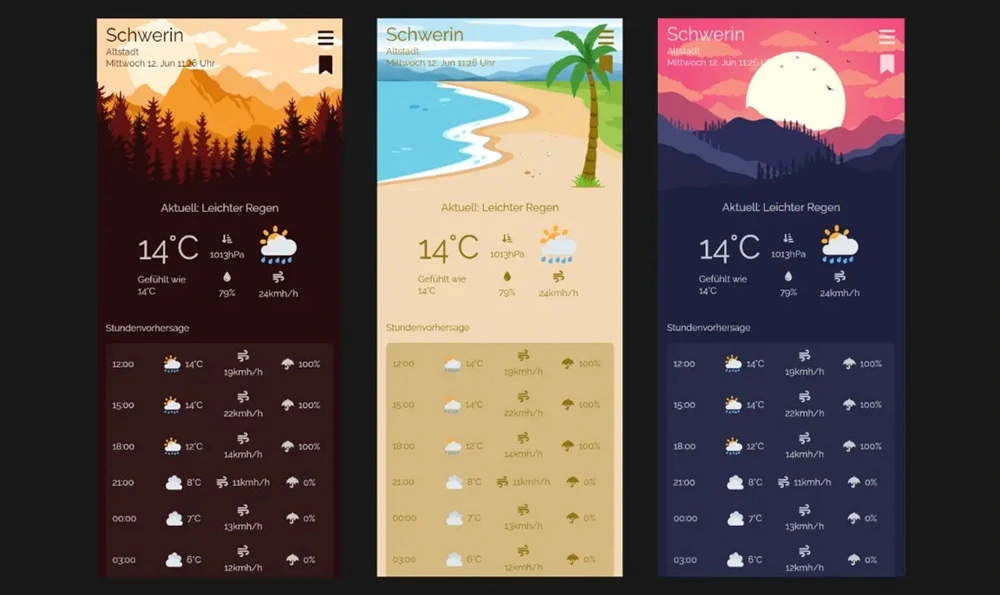 Schwerin
Altstadt
Mittwoch 12. Jun 11:26 Uhr
Aktuell: Leichter Regen
14°C
1013hPa
Gefühlt wie
14°C
79%
24kmh/h
Stundenvorhersage
12:00 14°C 19kmh/h 100%
15:00 14°C 22kmh/h 100%
18:00 12°C 14kmh/h 100%
21:00 8°C 11kmh/h 0%
00:00 7°C 13kmh/h 0%
03:00 6°C 12kmh/h 0%
Schwerin
Altstadt
Mittwoch 12. Jun 11:26 Uhr
Aktuell: Leichter Regen
14°C
1013hPa
Gefühlt wie
14°C
79%
24kmh/h
Stundenvorhersage
12:00 14°C 19kmh/h 100%
15:00 14°C 22kmh/h 100%
18:00 12°C 14kmh/h 100%
21:00 8°C 11kmh/h 0%
00:00 7°C 13kmh/h 0%
03:00 6°C 12kmh/h 0%
Schwerin
Altstadt
Mittwoch 12. Jun 11:26
Aktuell: Leichter Regen
14°C
1013hPa
Gefühlt wie
14°C
79%
24kmh/h
Stundenvorhersage
12:00 14°C 19kmh/h 100%
15:00 14°C 22kmh/h 100%
18:00 12°C 14kmh/h 100%
21:00 8°C 11kmh/h 0%
00:00 7°C 13kmh/h 0%
03:00 6°C 12kmh/h 0%